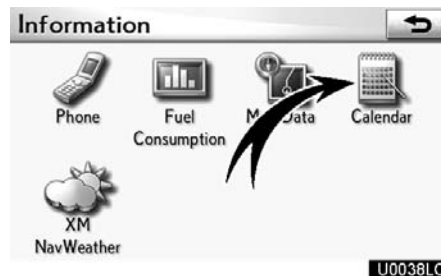 Information
Phone
Fuel
Consumption
Data
Calendar
XM
NavWeather
U0038LC